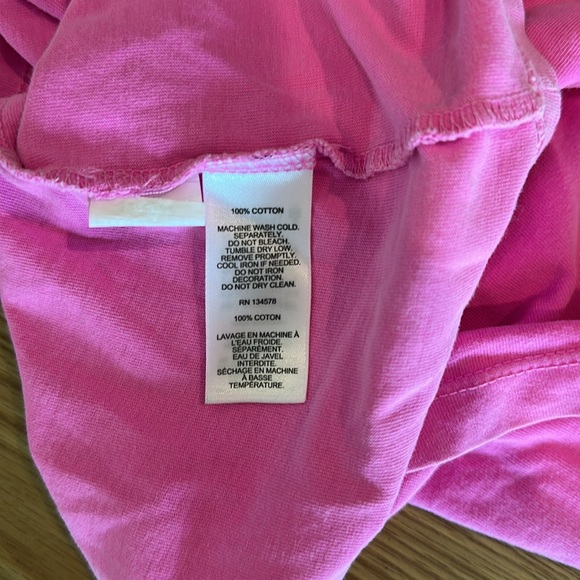 100% COTTON
MACHINE WASH COLD.
SEPARATELY.
DO NOT BLEACH.
TUMBLE DRY LOW.
REMOVE PROMPTLY.
COOL IRON IF NEEDED.
DO NOT IRON
DECORATION.
DO NOT DRY CLEAN.
RN 134578
100% COTON
LAVAGE EN MACHINE À
L'EAU FROIDE.
SÉPARÉMENT.
EAU DE JAVEL
INTERDITE.
SÉCHAGE EN MACHINE
À BASSE
TEMPÉRATURE.